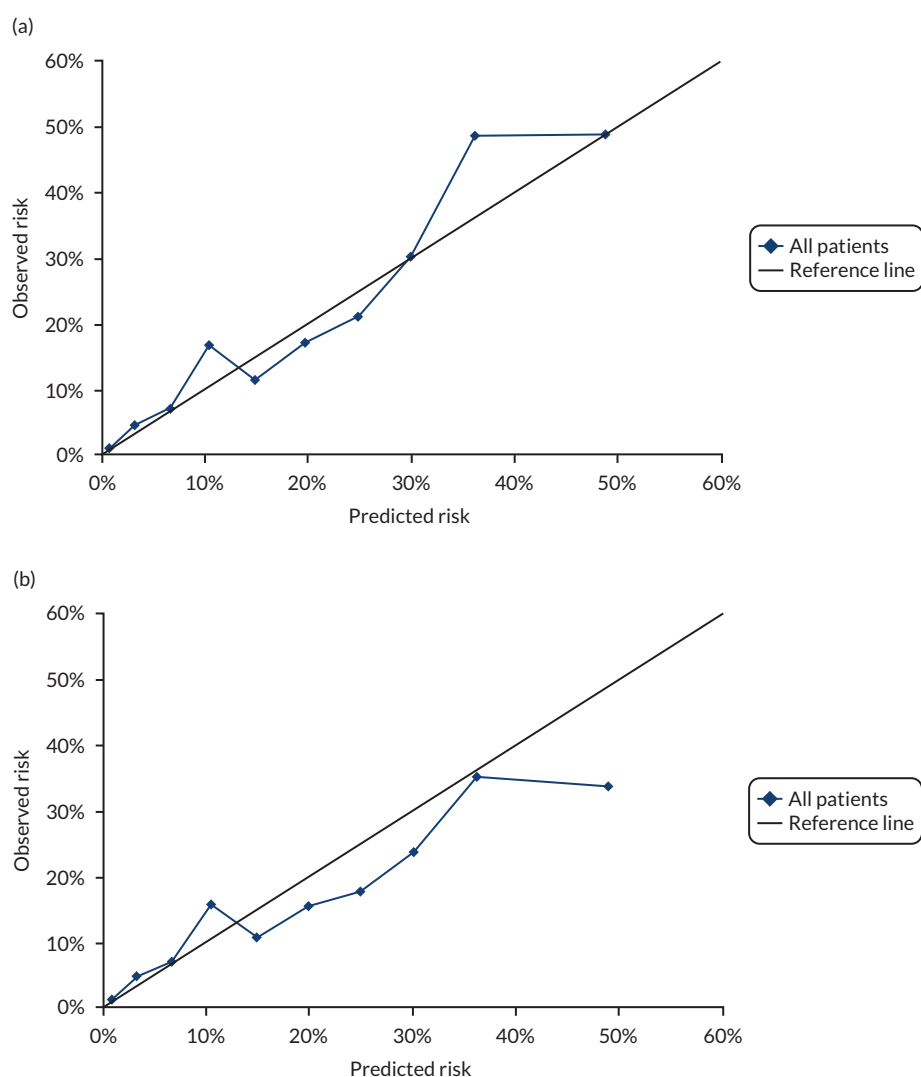 (a)
60%
50%
40%
30%
20%
10%
0%
Observed risk
0% 10% 20% 30% 40% 50% 60%
Predicted risk
All patients
Reference line
(b)
60%
50%
40%
30%
20%
10%
0%
Observed risk
0% 10% 20% 30% 40% 50% 60%
Predicted risk
All patients
Reference line